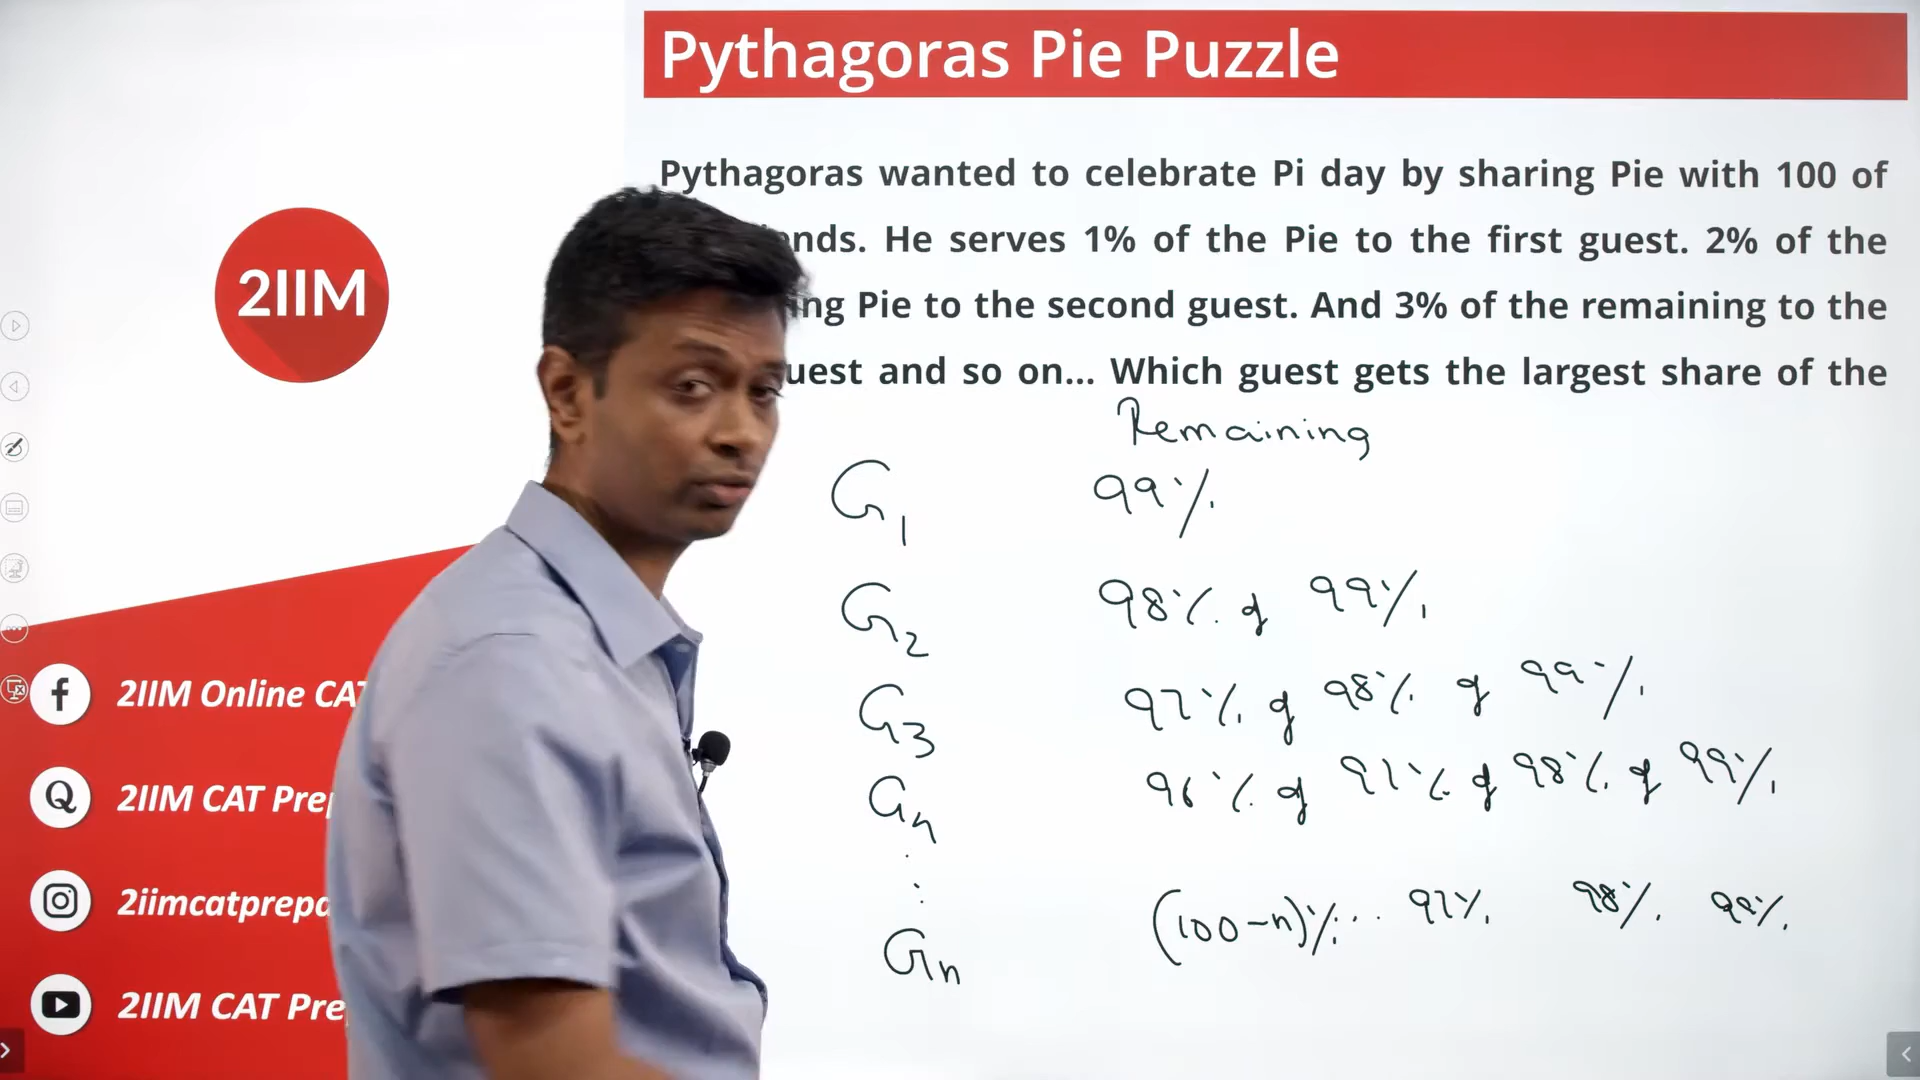 Pythagoras Pie Puzzle
Pythagoras wanted to celebrate Pi day by sharing Pie with 100 of
nds. He serves 1% of the Pie to the first guest. 2% of the
ng Pie to the second guest. And 3% of the remaining to the
uest and so on... Which guest gets the largest share of the
2IIM
Remaining
G1 99%
G2 98% of 99%
G3 97% of 98% of 99%
Gn 96% of 97% of 98% of 99%
Gn (100-n)%... 97% 98% 99%
f 2IIM Online CAT
Q 2IIM CAT Prep
2iimcatprepa
2IIM CAT Pre